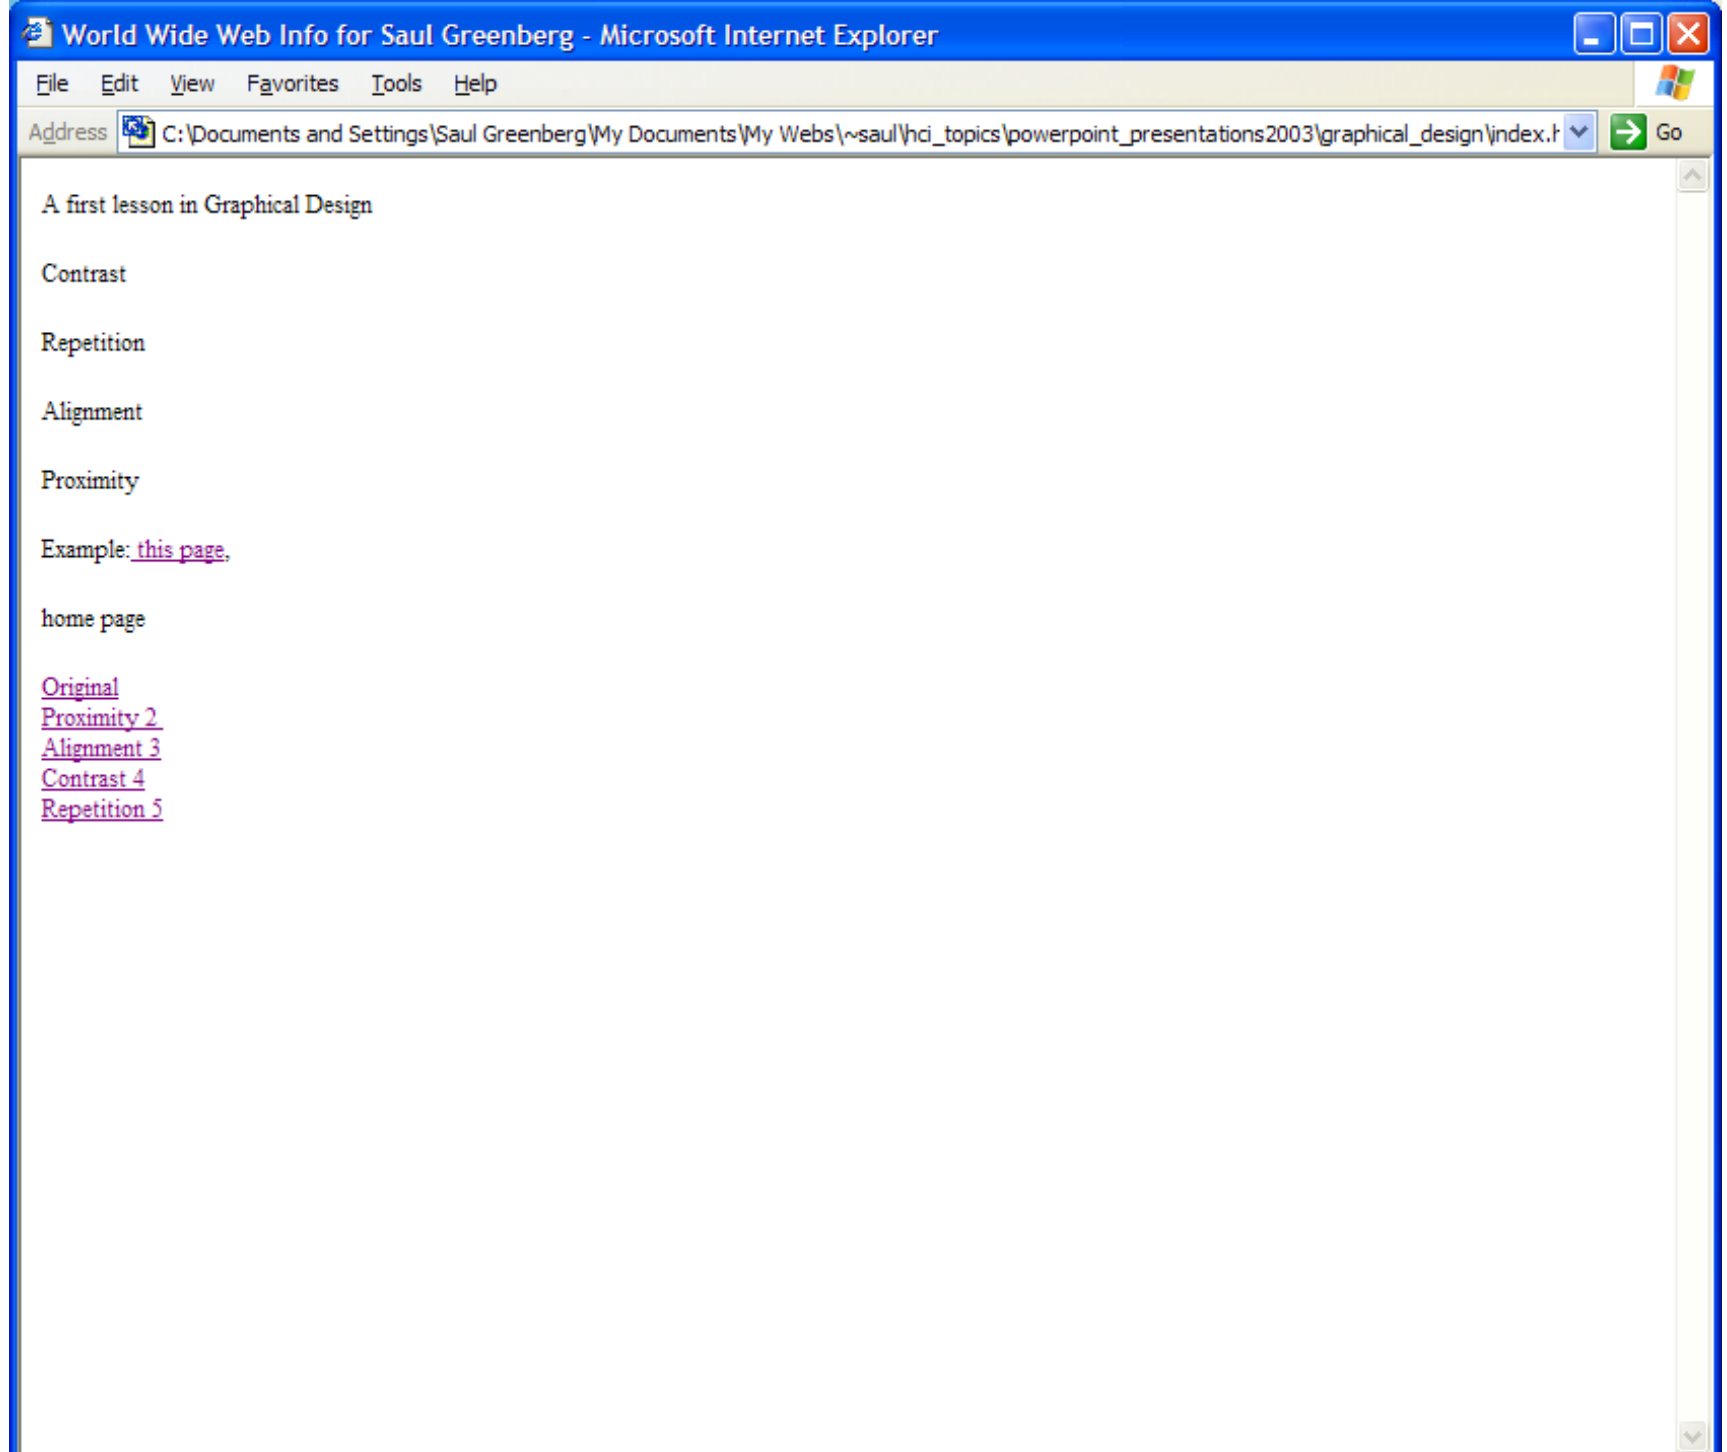 World Wide Web Info for Saul Greenberg - Microsoft Internet Explorer
File Edit View Favorites Tools Help
Address C:\Documents and Settings\Saul Greenberg\My Documents\My Webs\~saul\hci_topics\powerpoint_presentations2003\graphical_design\index.h Go
A first lesson in Graphical Design
Contrast
Repetition
Alignment
Proximity
Example: this page,
home page
Original
Proximity 2
Alignment 3
Contrast 4
Repetition 5